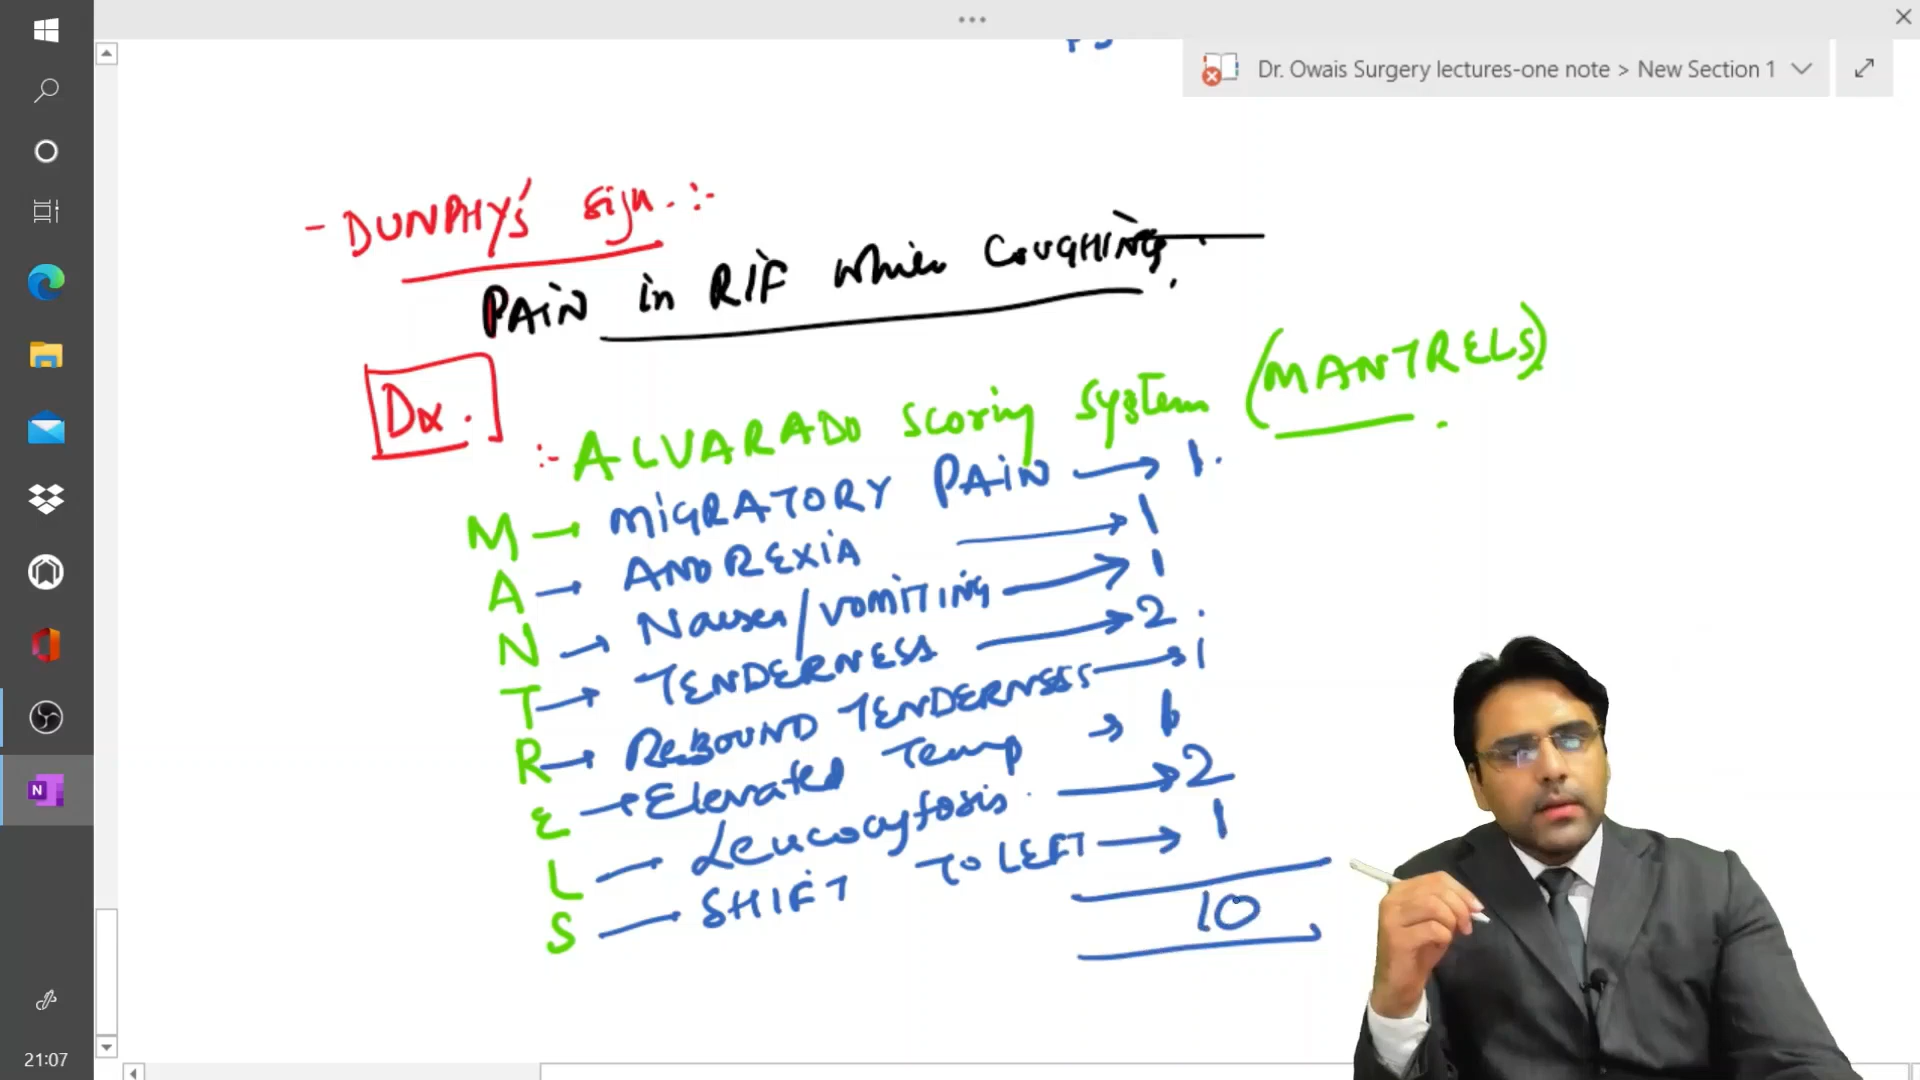 Dr. Owais Surgery lectures-one note > New Section 1
- DUNPHY's Sign :-
PAIN in RIF while COUGHING.
Dx.
:- ALVARADO Scoring System (MANTRELS)
M → MIGRATORY PAIN → 1.
A → ANOREXIA → 1
N → Nausea/VOMITING → 1
T → TENDERNESS → 2.
R → REBOUND TENDERNESS → 1
E → Elevated Temp → 1
L → Leucocytosis → 2
S → SHIFT TO LEFT → 1
10
N
21:07